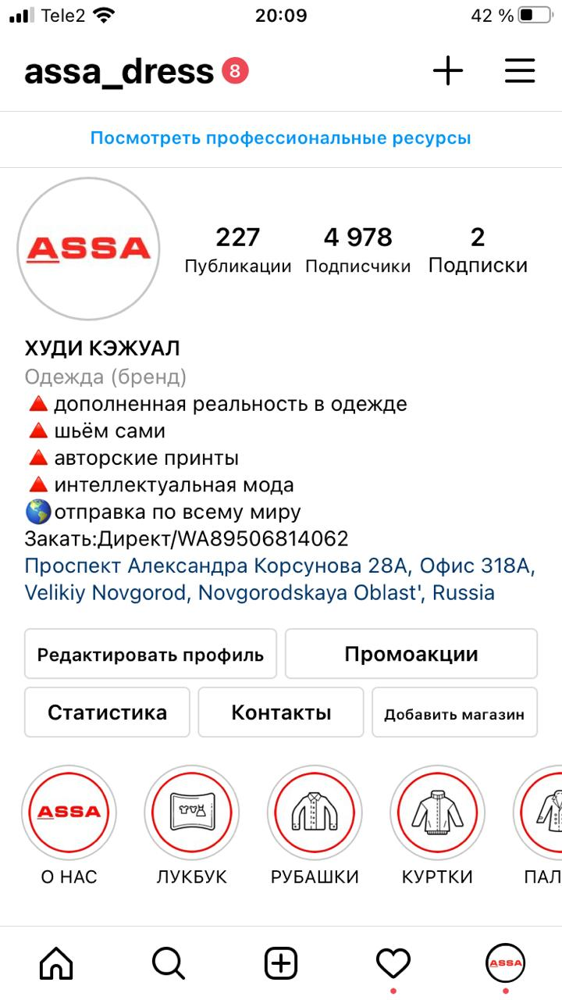 Tele2 20:09 42 %
assa_dress 8
Посмотреть профессиональные ресурсы
ASSA
227 4 978 2
Публикации Подписчики Подписки
ХУДИ КЭЖУАЛ
Одежда (бренд)
🔺дополненная реальность в одежде
🔺шьём сами
🔺авторские принты
🔺интеллектуальная мода
🌎отправка по всему миру
Закать:Директ/WA89506814062
Проспект Александра Корсунова 28А, Офис 318А,
Velikiy Novgorod, Novgorodskaya Oblast', Russia
Редактировать профиль Промоакции
Статистика Контакты Добавить магазин
ASSA
О НАС ЛУКБУК РУБАШКИ КУРТКИ ПАЛ
ASSA